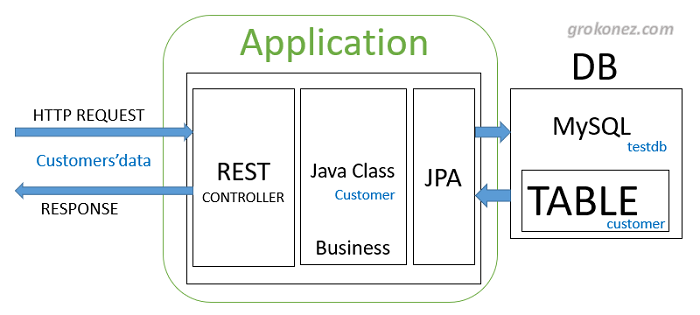 grokonez.com
Application
DB
HTTP REQUEST
Customers'data
RESPONSE
REST
CONTROLLER
Java Class
Customer
Business
JPA
MySQL
testdb
TABLE
customer